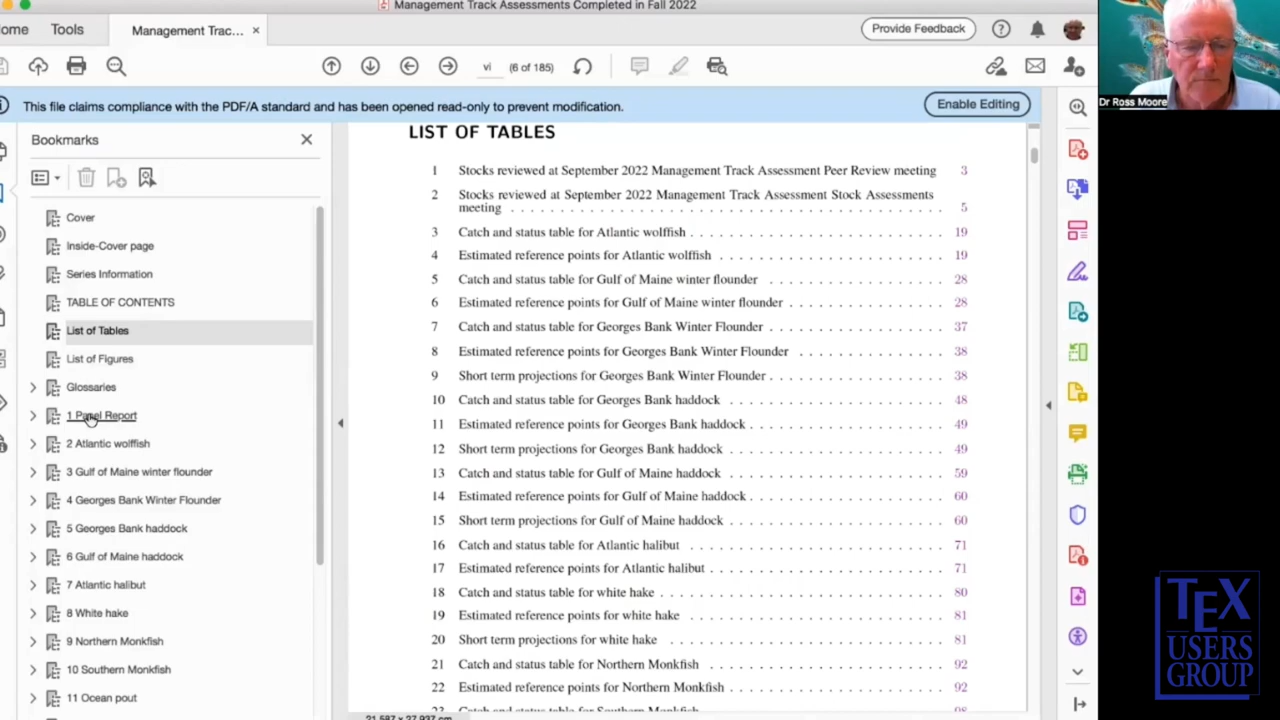 Management Track Assessments Completed in Fall 2022
ome
Tools
Management Trac... ×
Provide Feedback
vi
(6 of 185)
This file claims compliance with the PDF/A standard and has been opened read-only to prevent modification.
Enable Editing
Dr Ross Moore
Bookmarks
Cover
Inside-Cover page
Series Information
TABLE OF CONTENTS
List of Tables
List of Figures
Glossaries
1 Panel Report
2 Atlantic wolffish
3 Gulf of Maine winter flounder
4 Georges Bank Winter Flounder
5 Georges Bank haddock
6 Gulf of Maine haddock
7 Atlantic halibut
8 White hake
9 Northern Monkfish
10 Southern Monkfish
11 Ocean pout
LIST OF TABLES
1 Stocks reviewed at September 2022 Management Track Assessment Peer Review meeting 3
2 Stocks reviewed at September 2022 Management Track Assessment Stock Assessments
meeting 5
3 Catch and status table for Atlantic wolffish 19
4 Estimated reference points for Atlantic wolffish 19
5 Catch and status table for Gulf of Maine winter flounder 28
6 Estimated reference points for Gulf of Maine winter flounder 28
7 Catch and status table for Georges Bank Winter Flounder 37
8 Estimated reference points for Georges Bank Winter Flounder 38
9 Short term projections for Georges Bank Winter Flounder 38
10 Catch and status table for Georges Bank haddock 48
11 Estimated reference points for Georges Bank haddock 49
12 Short term projections for Georges Bank haddock 49
13 Catch and status table for Gulf of Maine haddock 59
14 Estimated reference points for Gulf of Maine haddock 60
15 Short term projections for Gulf of Maine haddock 60
16 Catch and status table for Atlantic halibut 71
17 Estimated reference points for Atlantic halibut 71
18 Catch and status table for white hake 80
19 Estimated reference points for white hake 81
20 Short term projections for white hake 81
21 Catch and status table for Northern Monkfish 92
22 Estimated reference points for Northern Monkfish 92
23 Catch and status table for Southern Monkfish 98
21.587 x 27.937 cm
TEX
USERS
GROUP